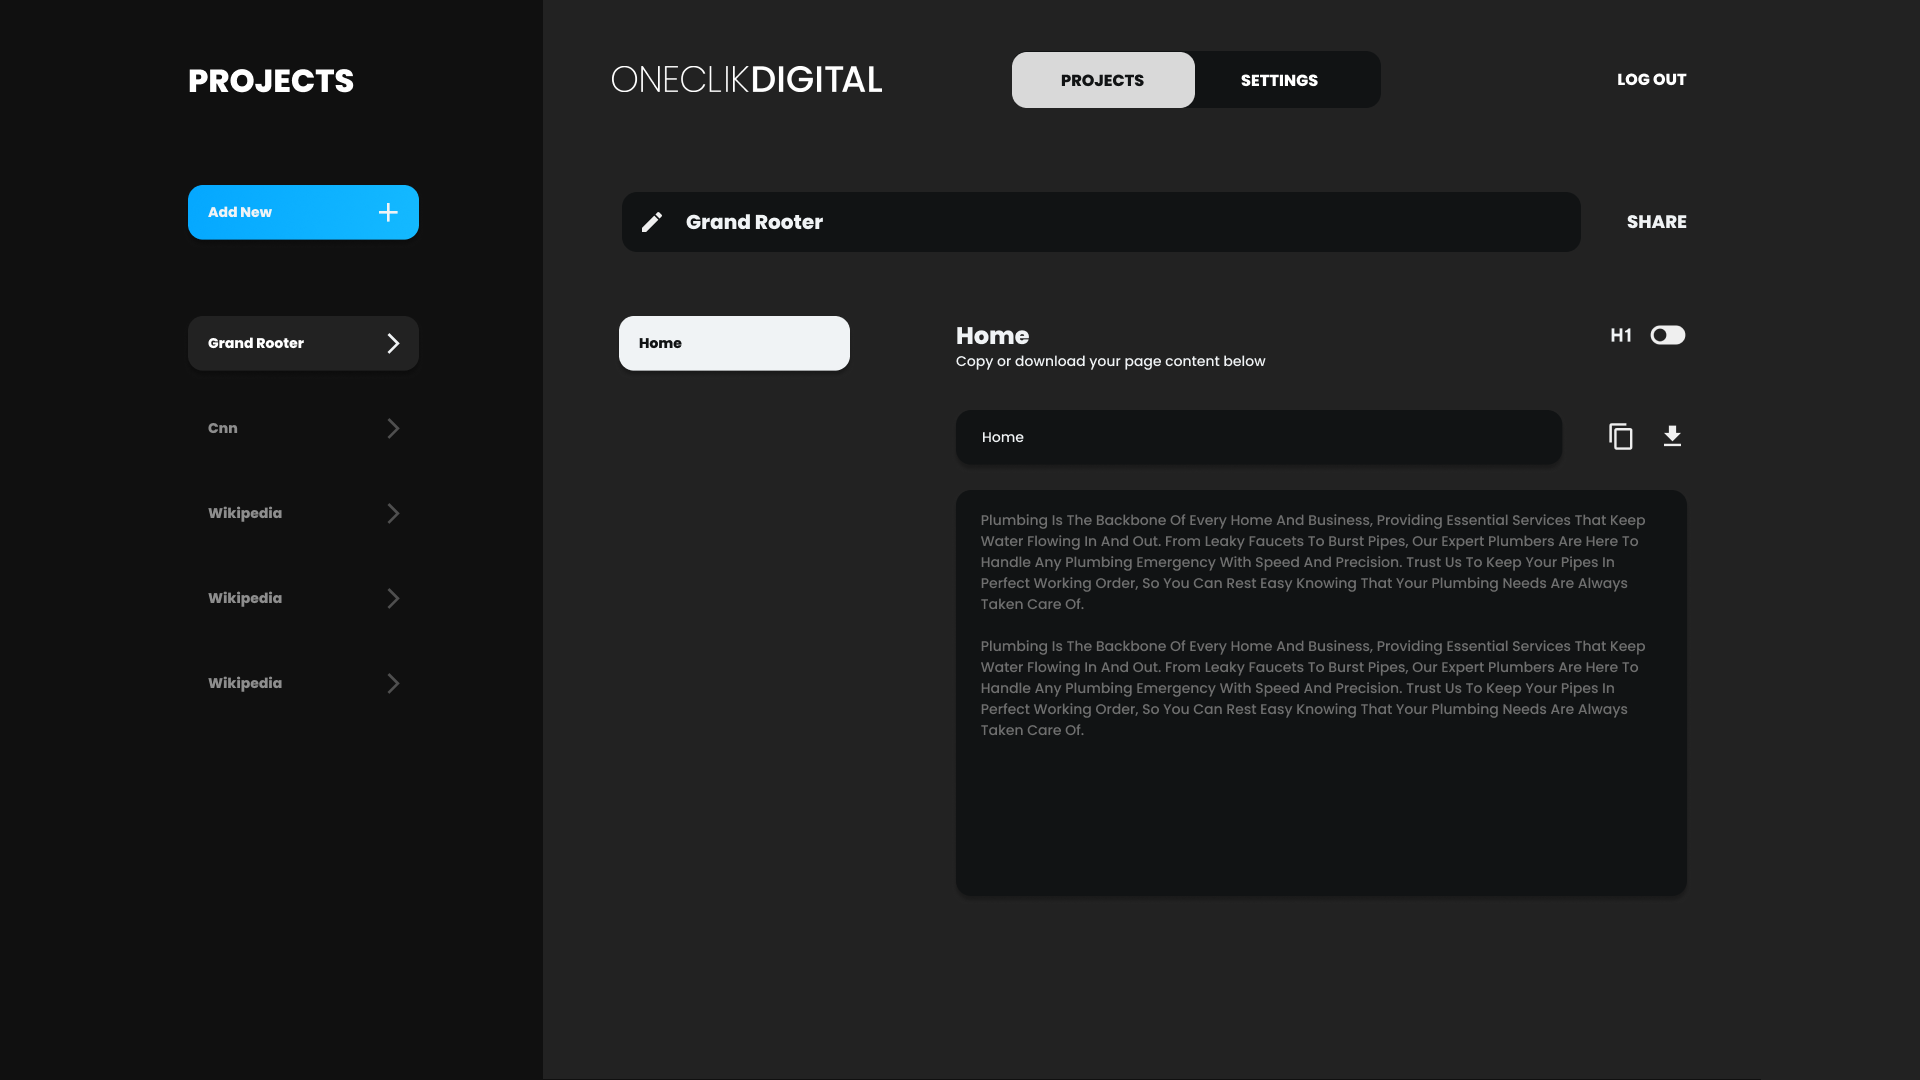 PROJECTS
Add New
Grand Rooter
Cnn
Wikipedia
Wikipedia
Wikipedia
ONECLIKDIGITAL
PROJECTS
SETTINGS
LOG OUT
Grand Rooter
SHARE
Home
Home
Copy or download your page content below
H1
Home
Plumbing Is The Backbone Of Every Home And Business, Providing Essential Services That Keep
Water Flowing In And Out. From Leaky Faucets To Burst Pipes, Our Expert Plumbers Are Here To
Handle Any Plumbing Emergency With Speed And Precision. Trust Us To Keep Your Pipes In
Perfect Working Order, So You Can Rest Easy Knowing That Your Plumbing Needs Are Always
Taken Care Of.
Plumbing Is The Backbone Of Every Home And Business, Providing Essential Services That Keep
Water Flowing In And Out. From Leaky Faucets To Burst Pipes, Our Expert Plumbers Are Here To
Handle Any Plumbing Emergency With Speed And Precision. Trust Us To Keep Your Pipes In
Perfect Working Order, So You Can Rest Easy Knowing That Your Plumbing Needs Are Always
Taken Care Of.